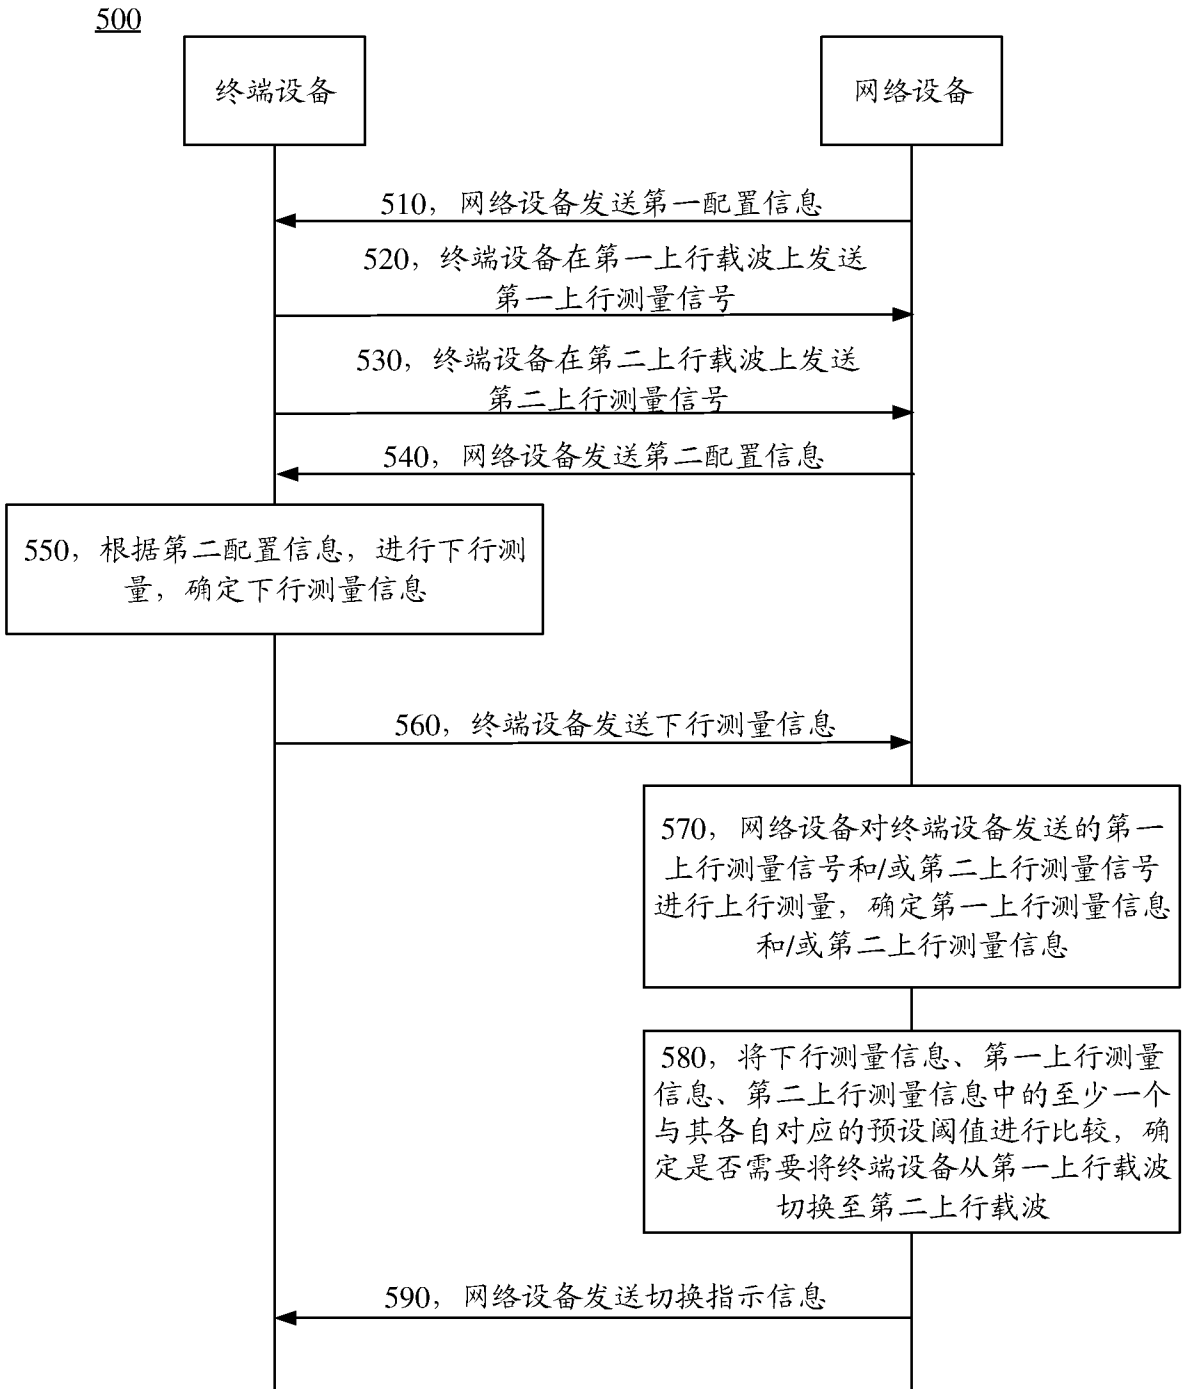 500
终端设备
网络设备
510，网络设备发送第一配置信息
520，终端设备在第一上行载波上发送
第一上行测量信号
530，终端设备在第二上行载波上发送
第二上行测量信号
540，网络设备发送第二配置信息
550，根据第二配置信息，进行下行测
量，确定下行测量信息
560，终端设备发送下行测量信息
570，网络设备对终端设备发送的第一
上行测量信号和/或第二上行测量信号
进行上行测量，确定第一上行测量信息
和/或第二上行测量信息
580，将下行测量信息、第一上行测量
信息、第二上行测量信息中的至少一个
与其各自对应的预设阈值进行比较，确
定是否需要将终端设备从第一上行载波
切换至第二上行载波
590，网络设备发送切换指示信息